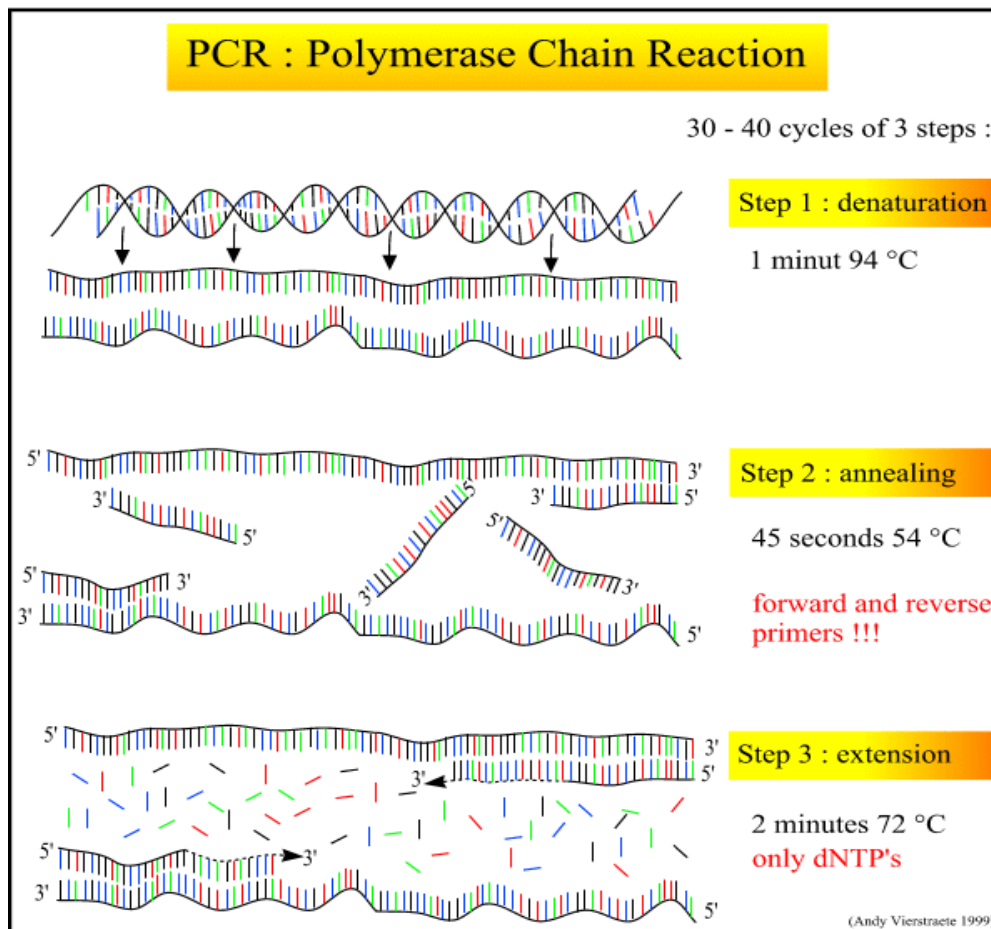 PCR : Polymerase Chain Reaction
30 - 40 cycles of 3 steps :
Step 1 : denaturation
1 minut 94 °C
5'
3'
Step 2 : annealing
3'
5'
3'
5'
5'
45 seconds 54 °C
5'
3'
3'
3'
forward and reverse
primers !!!
3'
5'
5'
3'
Step 3 : extension
3'
5'
2 minutes 72 °C
only dNTP's
5'
3'
3'
5'
(Andy Vierstraete 1999